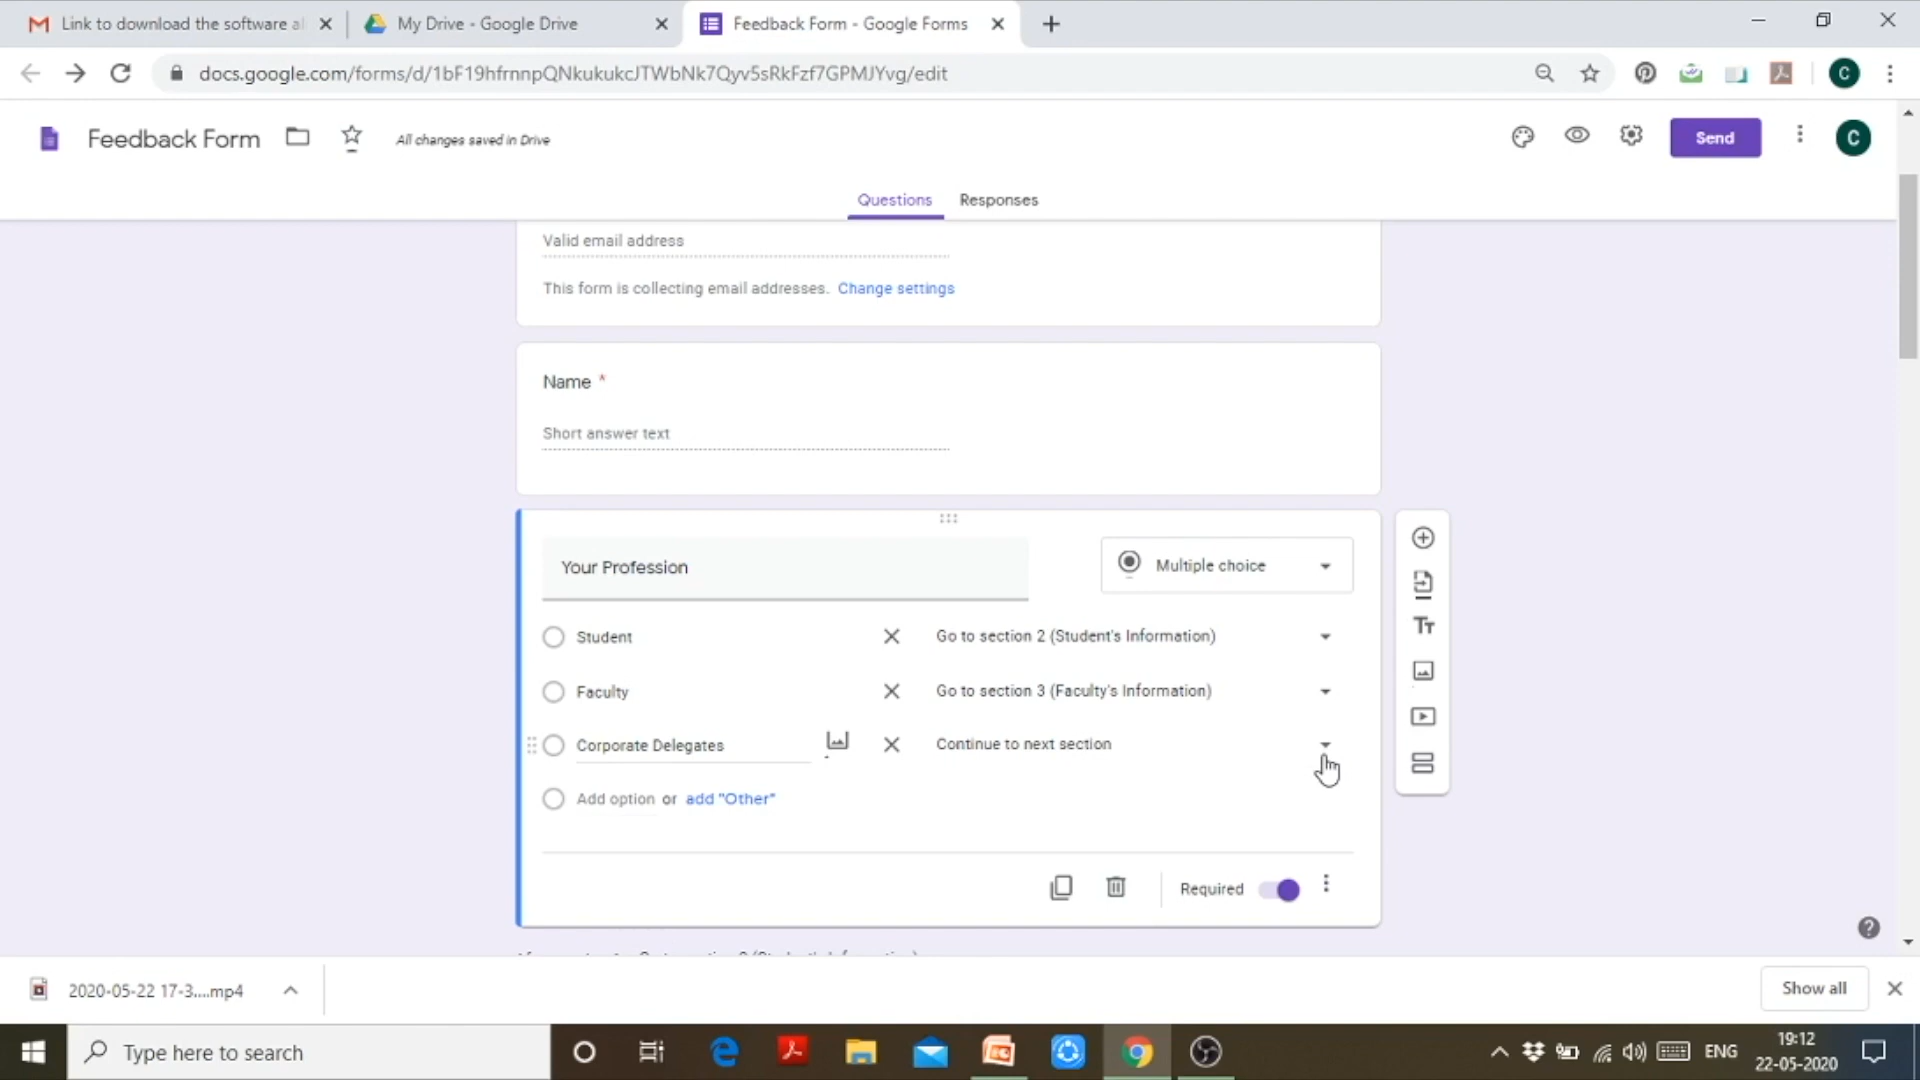 Link to download the software al
My Drive - Google Drive
Feedback Form - Google Forms
docs.google.com/forms/d/1bF19hfrnnpQNkukukcJTWbNk7Qyv5sRkFzf7GPMJYvg/edit
C
Feedback Form
All changes saved in Drive
Send
C
Questions
Responses
Valid email address
This form is collecting email addresses. Change settings
Name *
Short answer text
Your Profession
Multiple choice
Student
Go to section 2 (Student's Information)
Faculty
Go to section 3 (Faculty's Information)
Corporate Delegates
Continue to next section
Add option or add "Other"
Required
2020-05-22 17-3....mp4
Show all
Type here to search
ENG
19:12
22-05-2020